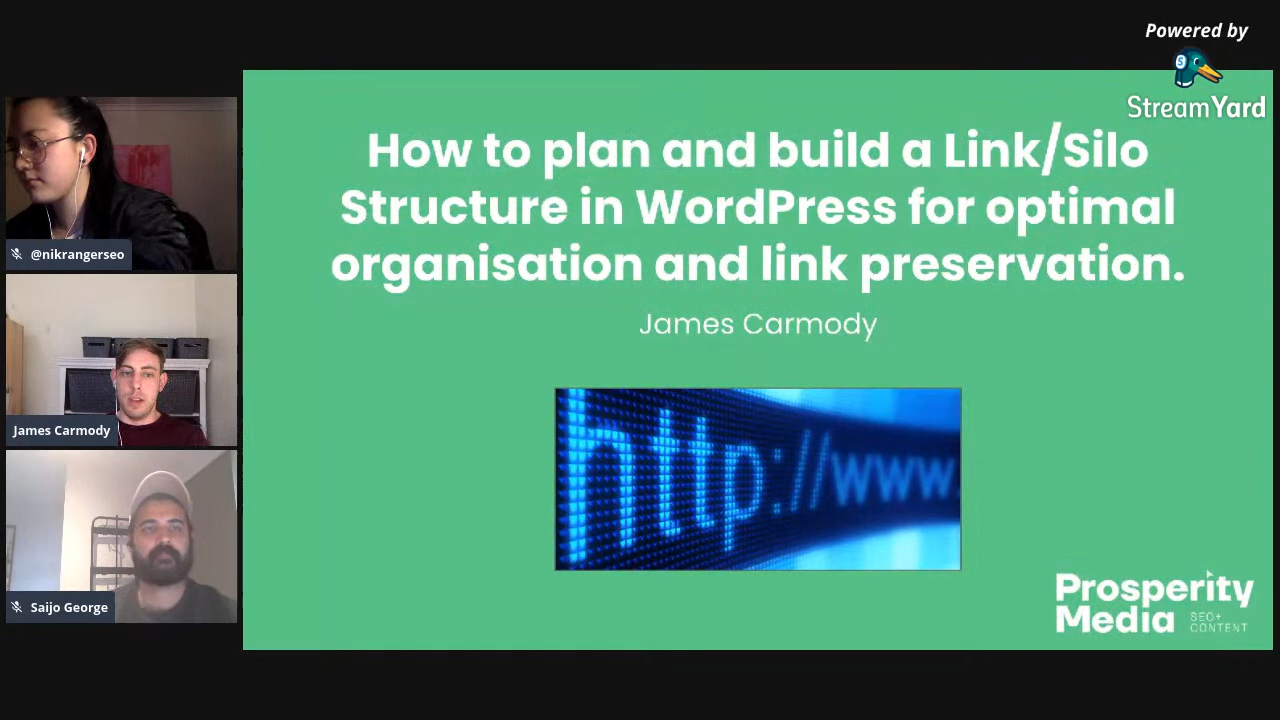 Powered by
StreamYard
How to plan and build a Link/Silo
Structure in WordPress for optimal
organisation and link preservation.
James Carmody
http://www.
Prosperity
Media
SEO+
CONTENT
@nikrangerseo
James Carmody
Saijo George